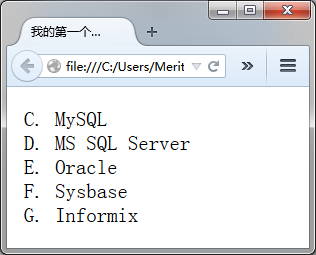 我的第一个...
file:///C:/Users/Merit
C. MySQL
D. MS SQL Server
E. Oracle
F. Sysbase
G. Informix